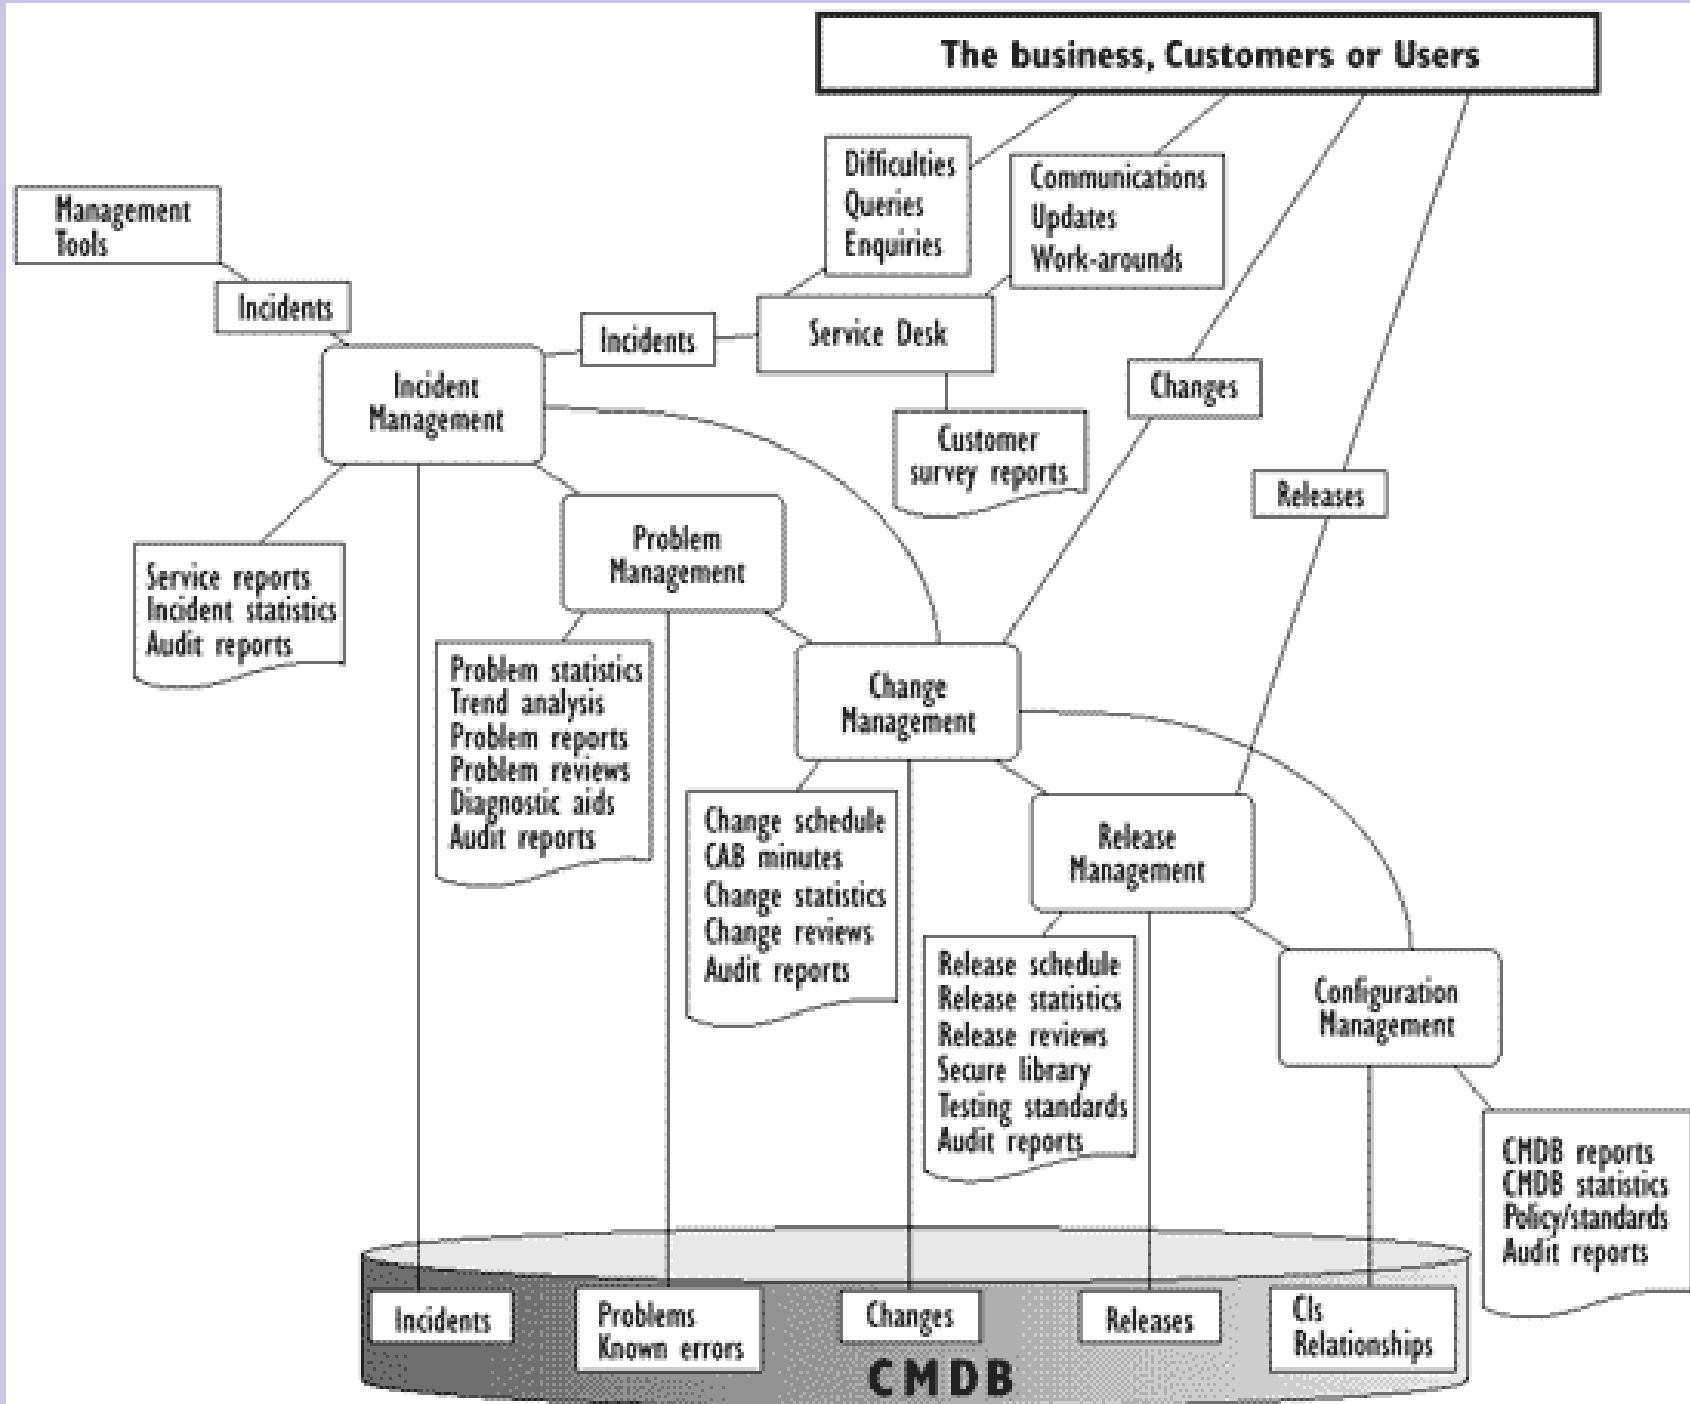 The business, Customers or Users
Difficulties
Queries
Enquiries
Communications
Updates
Work-arounds
Management
Tools
Incidents
Incidents
Service Desk
Incident
Management
Changes
Customer
survey reports
Releases
Problem
Management
Service reports
Incident statistics
Audit reports
Problem statistics
Trend analysis
Problem reports
Problem reviews
Diagnostic aids
Audit reports
Change
Management
Change schedule
CAB minutes
Change statistics
Change reviews
Audit reports
Release
Management
Release schedule
Release statistics
Release reviews
Secure library
Testing standards
Audit reports
Configuration
Management
CMDB reports
CMDB statistics
Policy/standards
Audit reports
Incidents
Problems
Known errors
Changes
Releases
CIs
Relationships
CMDB